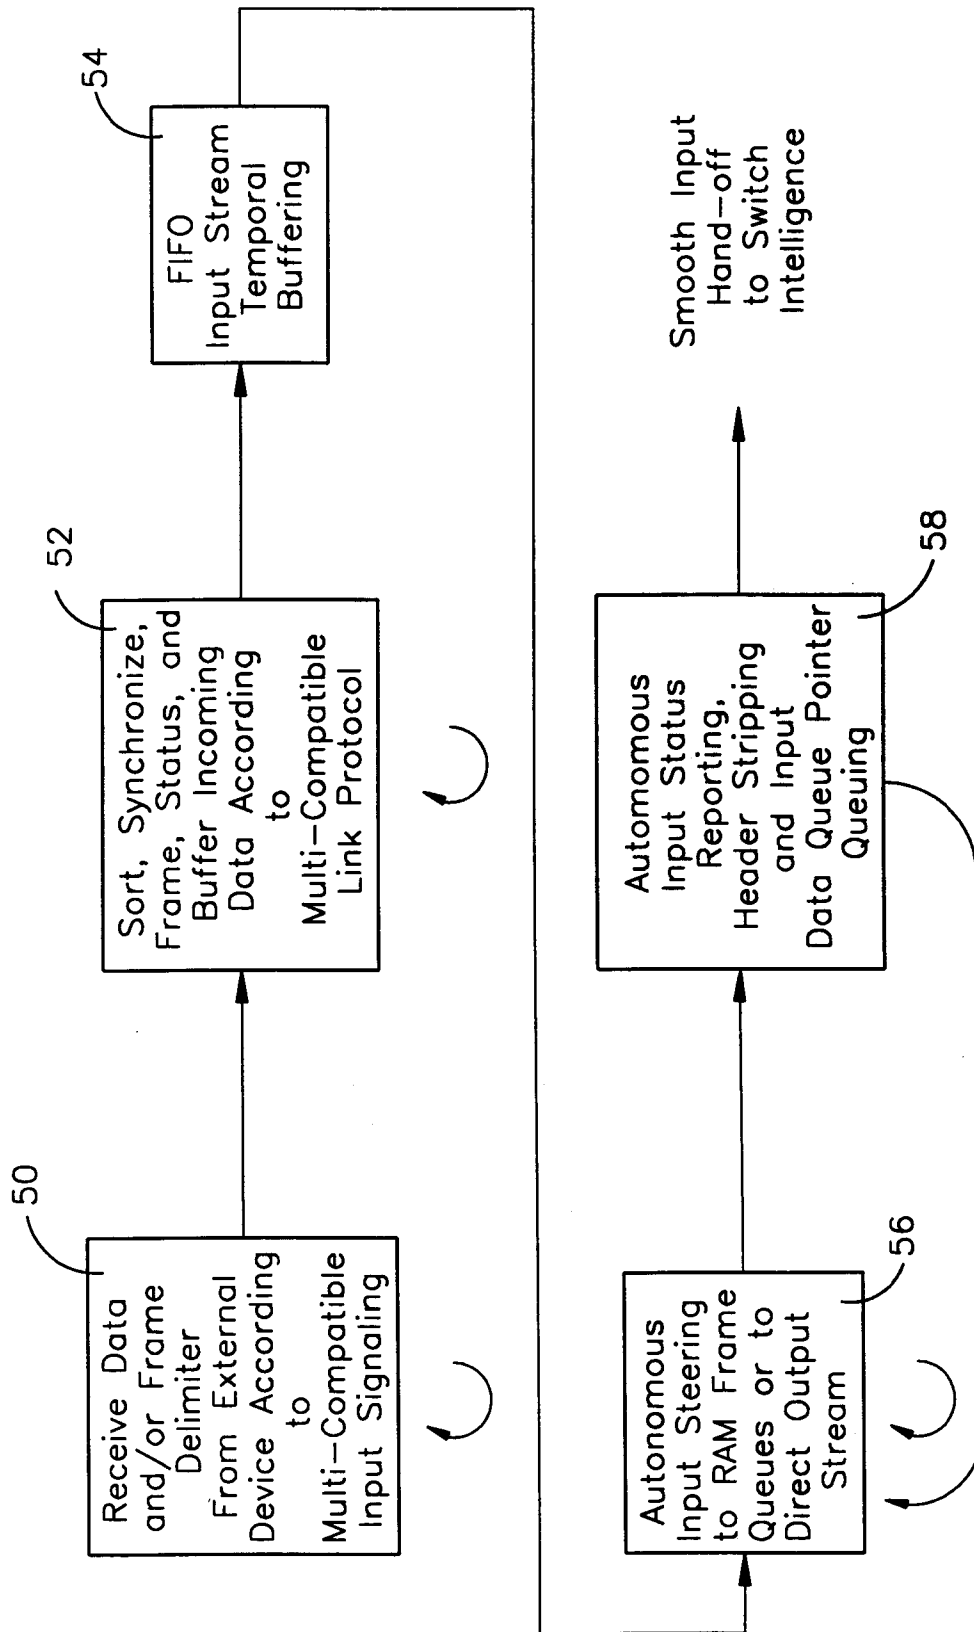 50
Receive Data
and/or Frame
Delimiter
From External
Device According
to
Multi-Compatible
Input Signaling
52
Sort, Synchronize,
Frame, Status, and
Buffer Incoming
Data According
to
Multi-Compatible
Link Protocol
54
FIFO
Input Stream
Temporal
Buffering
Autonomous
Input Steering
to RAM Frame
Queues or to
Direct Output
Stream
56
Automomous
Input Status
Reporting,
Header Stripping
and Input
Data Queue Pointer
Queuing
58
Smooth Input
Hand-off
to Switch
Intelligence